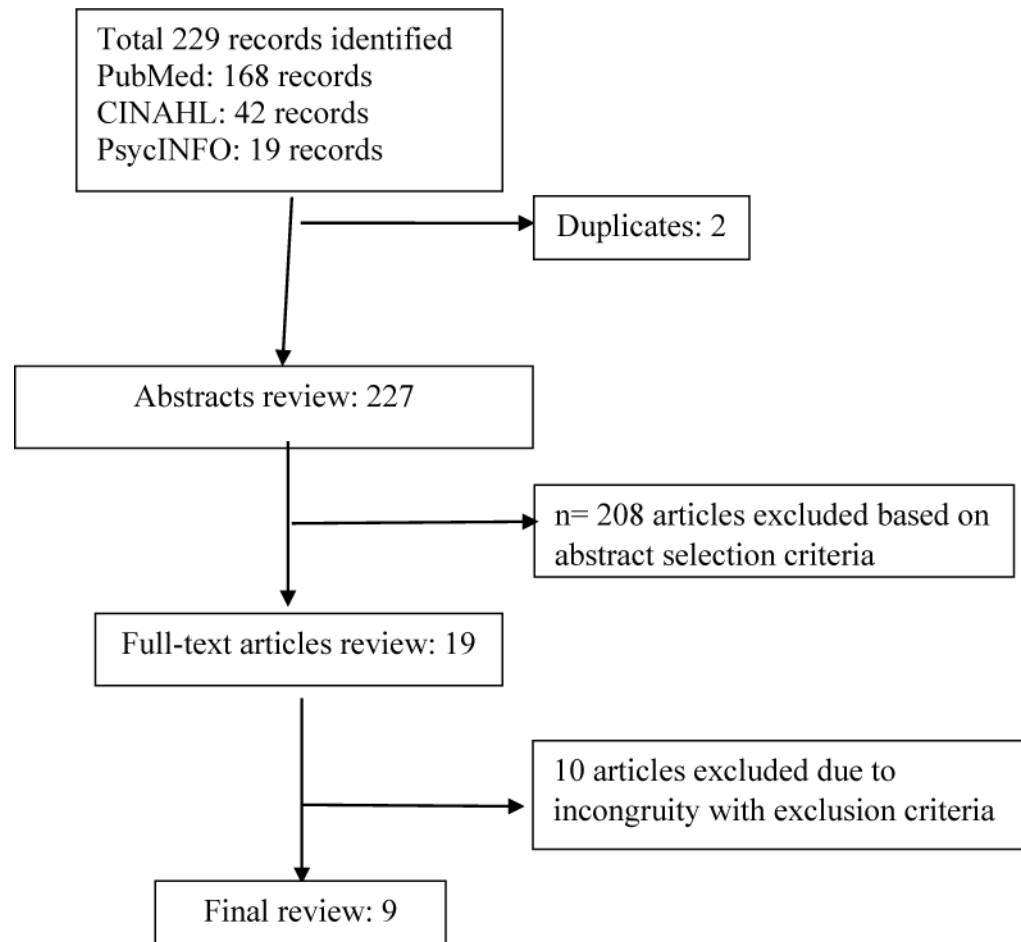 Total 229 records identified
PubMed: 168 records
CINAHL: 42 records
PsycINFO: 19 records
Duplicates: 2
Abstracts review: 227
n= 208 articles excluded based on
abstract selection criteria
Full-text articles review: 19
10 articles excluded due to
incongruity with exclusion criteria
Final review: 9